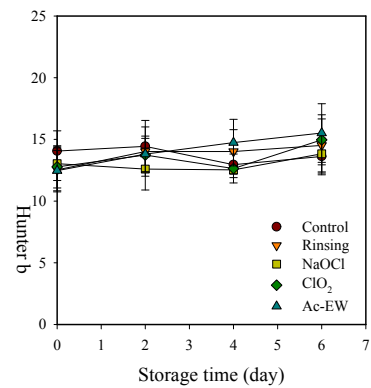 25
20
15
10
5
0
Hunter b
0 1 2 3 4 5 6 7
Storage time (day)
Control
Rinsing
NaOCl
ClO₂
Ac-EW